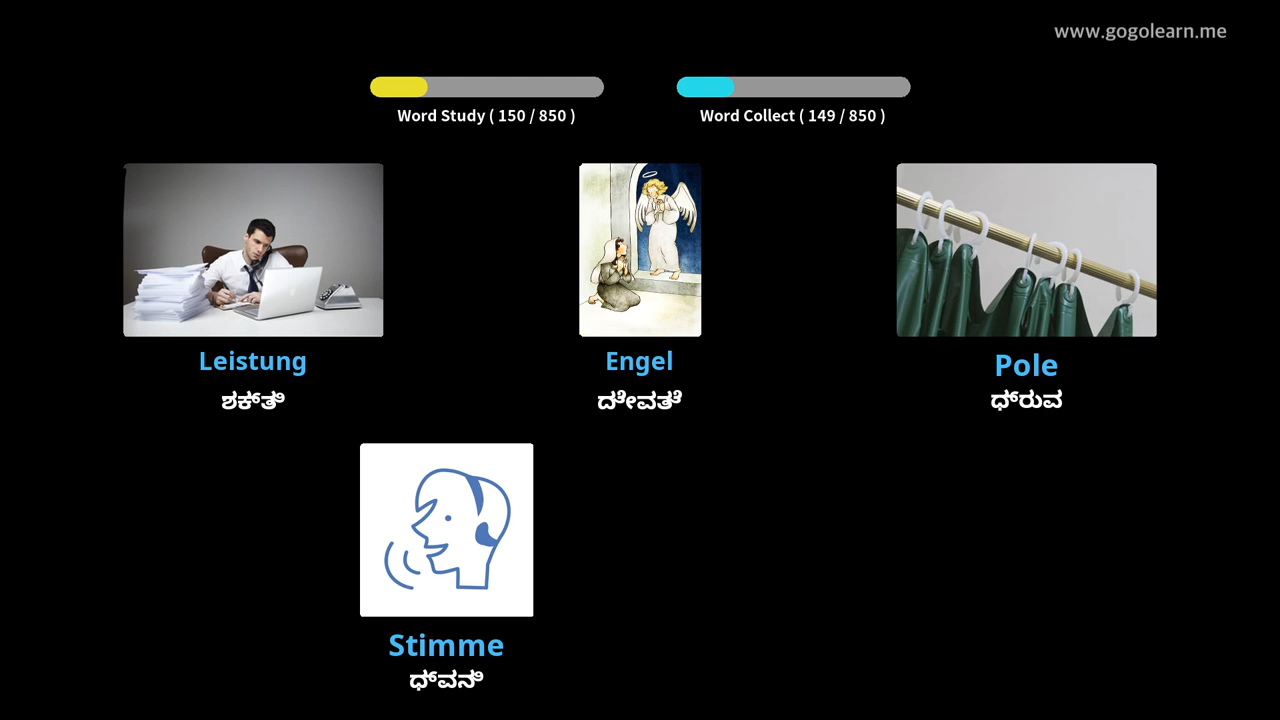 www.gogolearn.me
Word Study ( 150 / 850 )
Word Collect ( 149 / 850 )
Leistung
ಶಕ್ತಿ
Engel
ದೇವತೆ
Pole
ಧ್ರುವ
Stimme
ಧ್ವನಿ